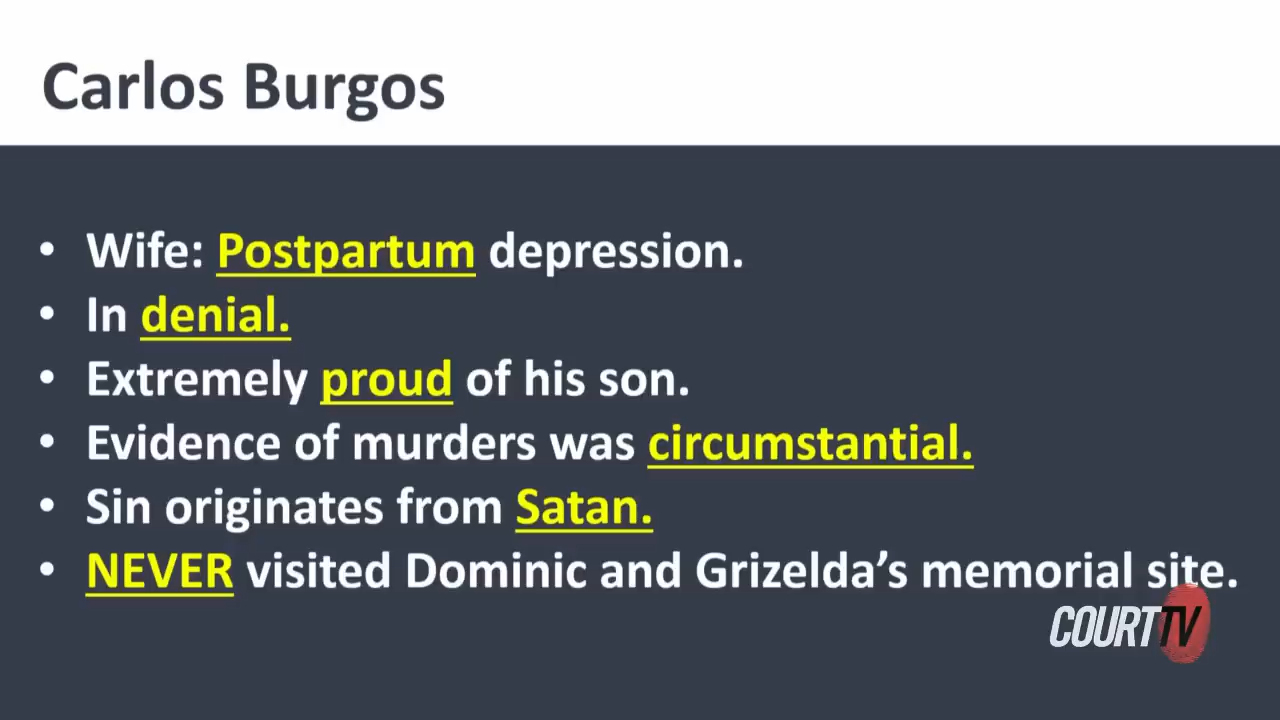 Carlos Burgos
• Wife: Postpartum depression.
• In denial.
• Extremely proud of his son.
• Evidence of murders was circumstantial.
• Sin originates from Satan.
• NEVER visited Dominic and Grizelda’s memorial site.
COURT TV